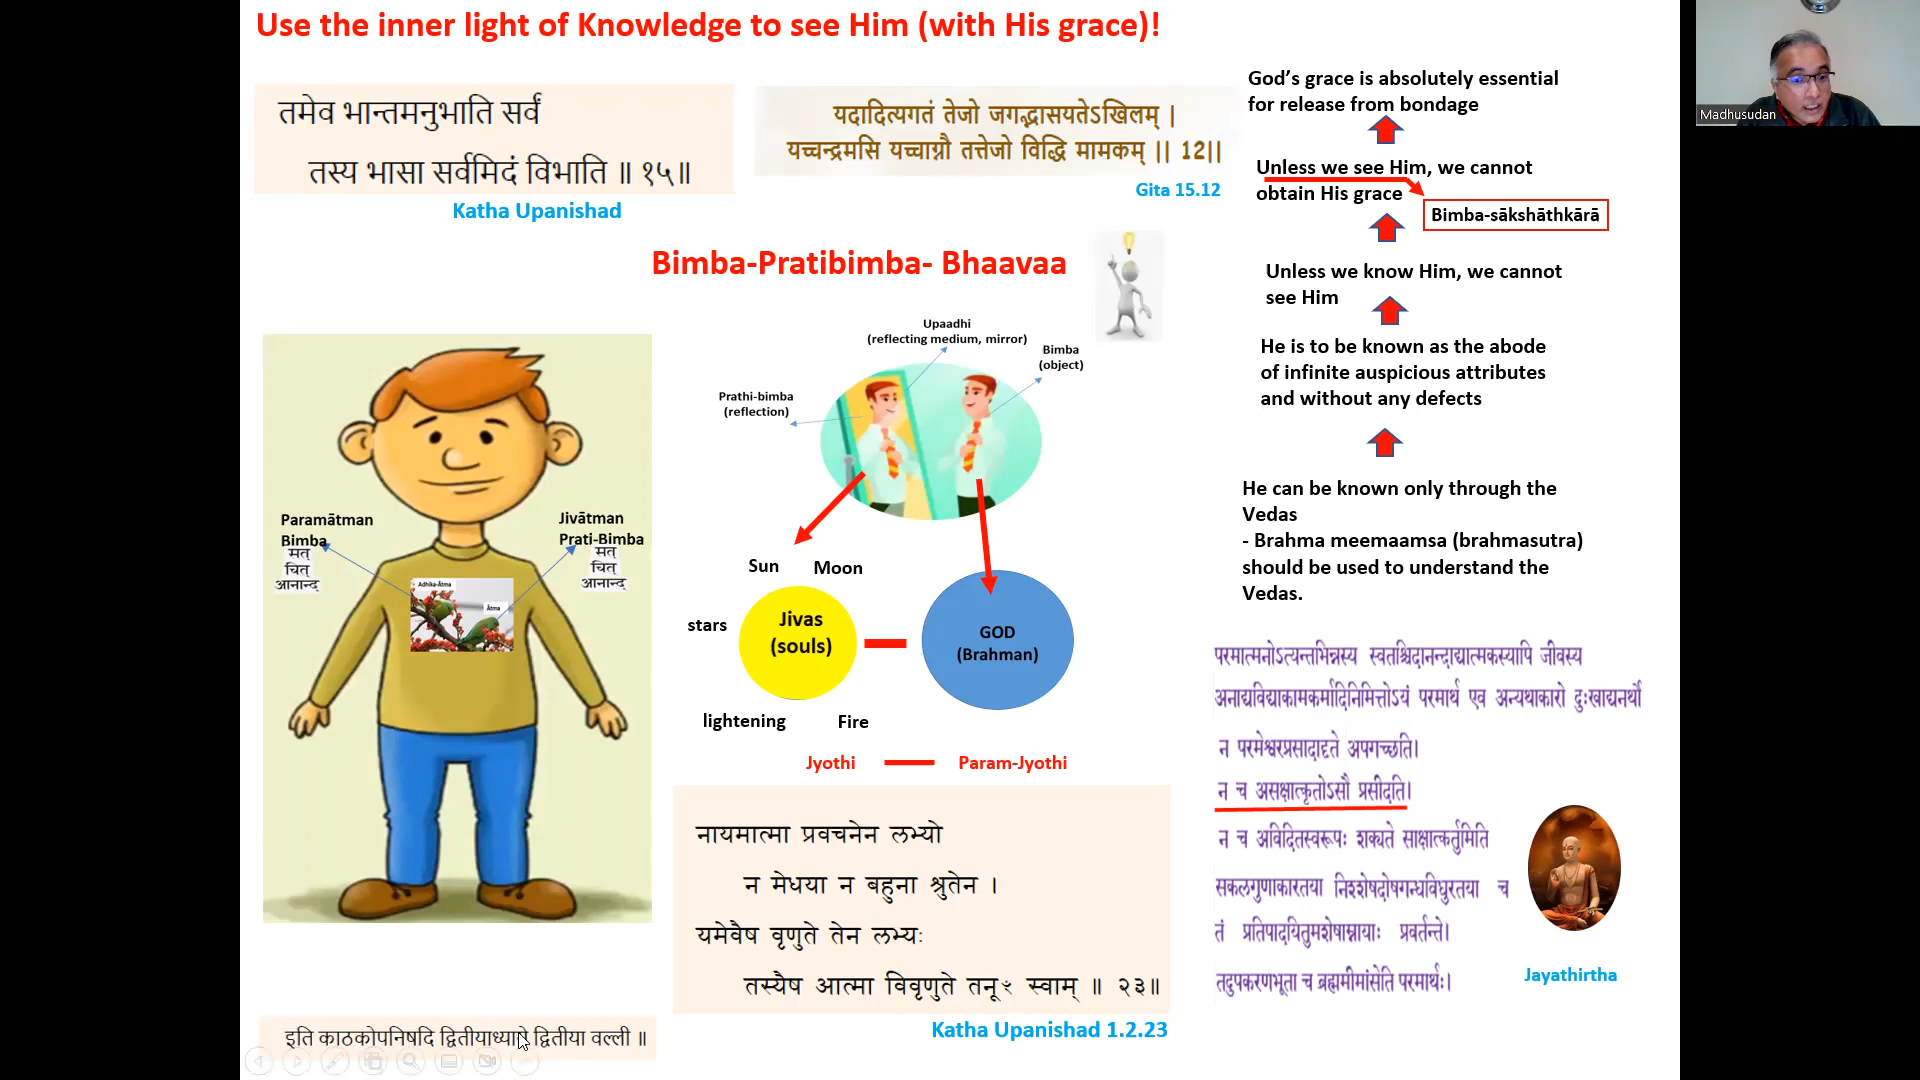 Use the inner light of Knowledge to see Him (with His grace)!
तमेव भान्तमनुभाति सर्वं
तस्य भासा सर्वमिदं विभाति ॥ १५॥
Katha Upanishad
यदादित्यगतं तेजो जगद्भासयतेऽखिलम् |
यच्चन्द्रमसि यच्चाग्नौ तत्तेजो विद्धि मामकम् || 12||
Gita 15.12
Bimba-Pratibimba- Bhaavaa
Upaadhi
(reflecting medium, mirror)
Bimba
(object)
Prathi-bimba
(reflection)
Paramātman
Bimba
सत्
चित्
आनान्द
Jivātman
Prati-Bimba
सत्
चित्
आनान्द
Adhika-Ātma
Ātma
Sun
Moon
stars
Jivas
(souls)
GOD
(Brahman)
lightening
Fire
Jyothi
Param-Jyothi
नायमात्मा प्रवचनेन लभ्यो
न मेधया न बहुना श्रुतेन ।
यमेवैष वृणुते तेन लभ्यः
तस्यैष आत्मा विवृणुते तनूꣳ स्वाम् ॥ २३॥
Katha Upanishad 1.2.23
इति काठकोपनिषदि द्वितीयाध्याये द्वितीया वल्ली ॥
God's grace is absolutely essential
for release from bondage
Unless we see Him, we cannot
obtain His grace
Bimba-sākshāthkārā
Unless we know Him, we cannot
see Him
He is to be known as the abode
of infinite auspicious attributes
and without any defects
He can be known only through the
Vedas
- Brahma meemaamsa (brahmasutra)
should be used to understand the
Vedas.
परमात्मनोऽत्यन्तभिन्नस्य स्वतश्चिदानन्दाद्यात्मकस्यापि जीवस्य
अनाद्यविद्याकामकर्मादिनिमित्तोऽयं परमार्थ एव अन्यथाकारो दुःखाद्यनर्थो
न परमेश्वरप्रसादादृते अपगच्छति।
न च असक्षात्कृतोऽसौ प्रसीदति।
न च अविदितस्वरूपः शक्यते साक्षात्कर्तुमिति
सकलगुणाकारतया निश्शेषदोषगन्धविधुरतया च
तं प्रतिपादयितुमशेषाम्नायाः प्रवर्तन्ते।
तदुपकरणभूता च ब्रह्ममीमांसेति परमार्थः।
Jayathirtha
Madhusudan